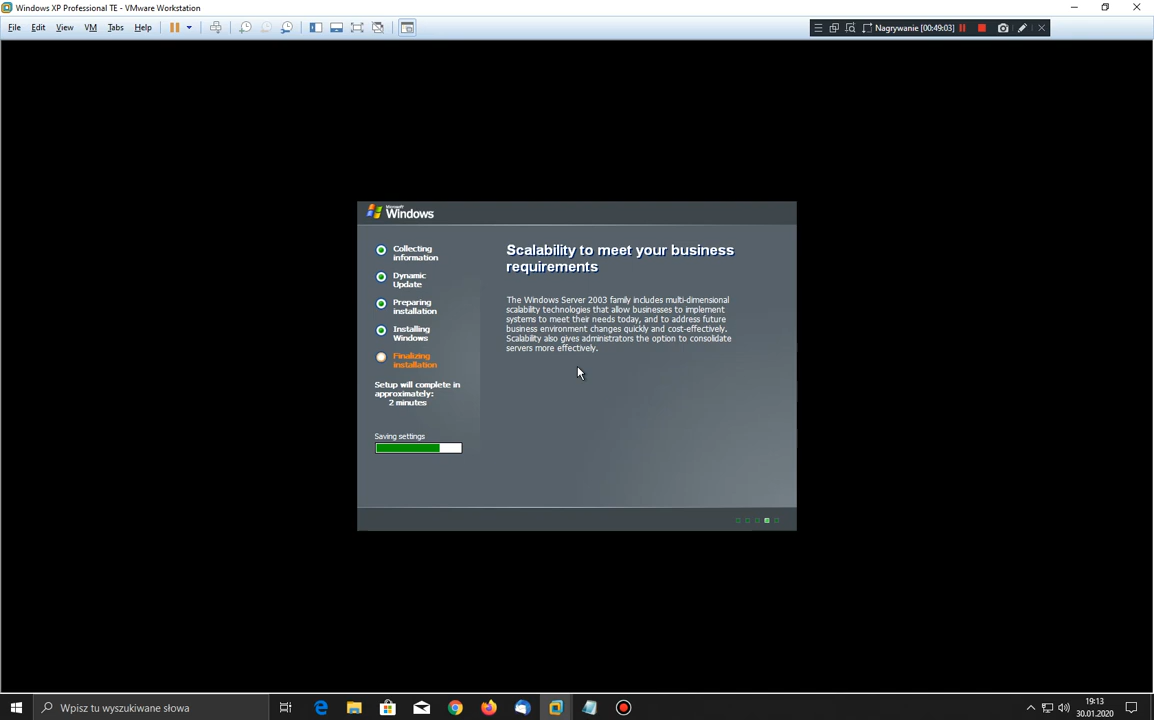 Windows XP Professional TE - VMware Workstation
File Edit View VM Tabs Help
Nagrywanie [00:49:03]
Microsoft
Windows
Collecting
information
Dynamic
Update
Preparing
installation
Installing
Windows
Finalizing
installation
Setup will complete in
approximately:
2 minutes
Saving settings
Scalability to meet your business
requirements
The Windows Server 2003 family includes multi-dimensional
scalability technologies that allow businesses to implement
systems to meet their needs today, and to address future
business environment changes quickly and cost-effectively.
Scalability also gives administrators the option to consolidate
servers more effectively.
Wpisz tu wyszukiwane słowa
19:13
30.01.2020